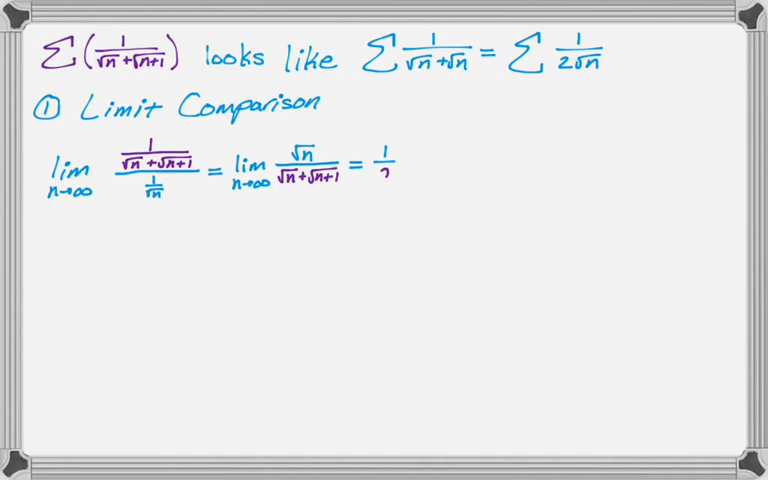 ∑(1/(√n+√n+1)) looks like ∑ 1/(√n+√n) = ∑ 1/(2√n)
① Limit Comparison
lim n→∞ (1/(√n+√n+1))/(1/√n) = lim n→∞ √n/(√n+√n+1) = 1/2